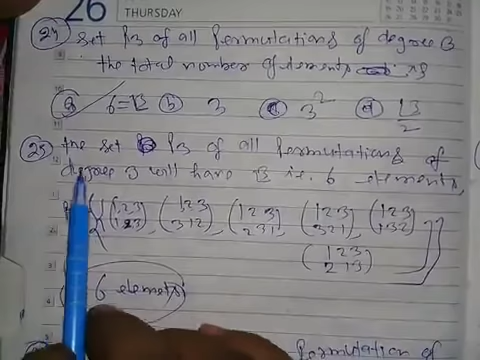 26
THURSDAY
(24) Set P3 of all permutations of degree 3
the total number of elements is
(a) 6=|3 (b) 3 (c) 3² (d) |3/2
(25) the set P3 of all permutations of
degree 3 will have |3 i.e. 6 elements,
(1 2 3 / 1 2 3), (1 2 3 / 3 1 2), (1 2 3 / 2 3 1), (1 2 3 / 3 2 1), (1 2 3 / 1 3 2)
(1 2 3 / 2 1 3)
6 elements
Permutation of